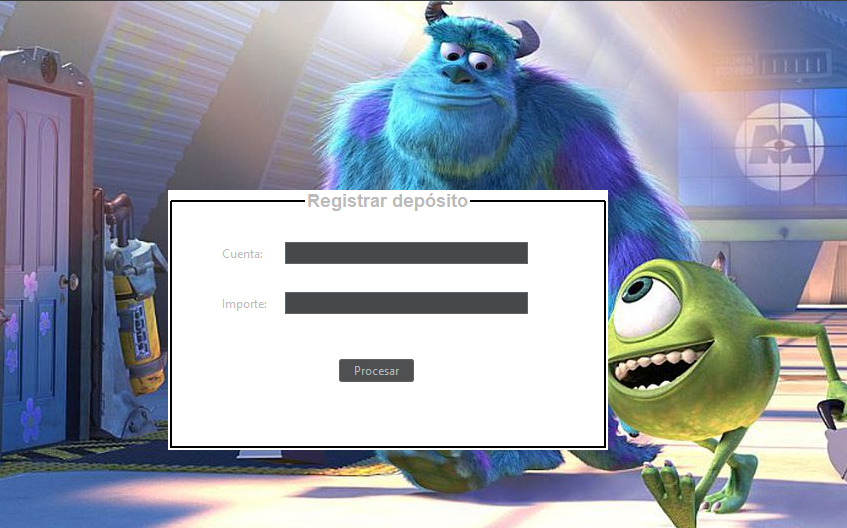 Registrar depósito
Cuenta:
Importe:
Procesar